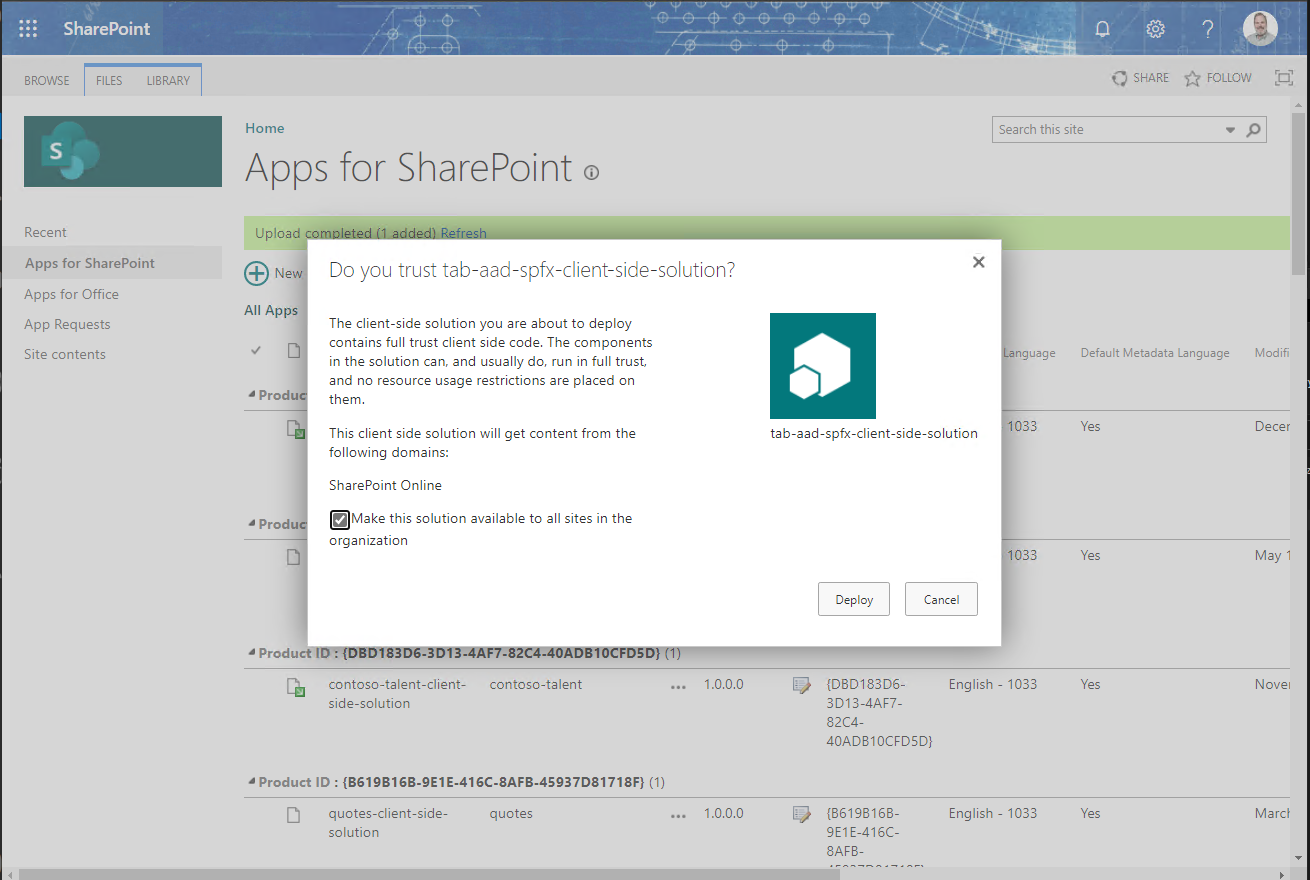 SharePoint
BROWSE
FILES
LIBRARY
SHARE
FOLLOW
S
Home
Search this site
Apps for SharePoint
Recent
Apps for SharePoint
Apps for Office
App Requests
Site contents
Upload completed (1 added) Refresh
New
All Apps
Do you trust tab-aad-spfx-client-side-solution?
The client-side solution you are about to deploy
contains full trust client side code. The components
in the solution can, and usually do, run in full trust,
and no resource usage restrictions are placed on
them.
This client side solution will get content from the
following domains:
SharePoint Online
Make this solution available to all sites in the
organization
tab-aad-spfx-client-side-solution
Deploy
Cancel
Language
Default Metadata Language
Modifi
Produc
1033
Yes
Decem
Produc
1033
Yes
May 1
Product ID : {DBD183D6-3D13-4AF7-82C4-40ADB10CFD5D} (1)
contoso-talent-client-
side-solution
contoso-talent
...
1.0.0.0
{DBD183D6-
3D13-4AF7-
82C4-
40ADB10CFD5D}
English - 1033
Yes
Nover
Product ID : {B619B16B-9E1E-416C-8AFB-45937D81718F} (1)
quotes-client-side-
solution
quotes
...
1.0.0.0
{B619B16B-
9E1E-416C-
8AFB-
English - 1033
Yes
March